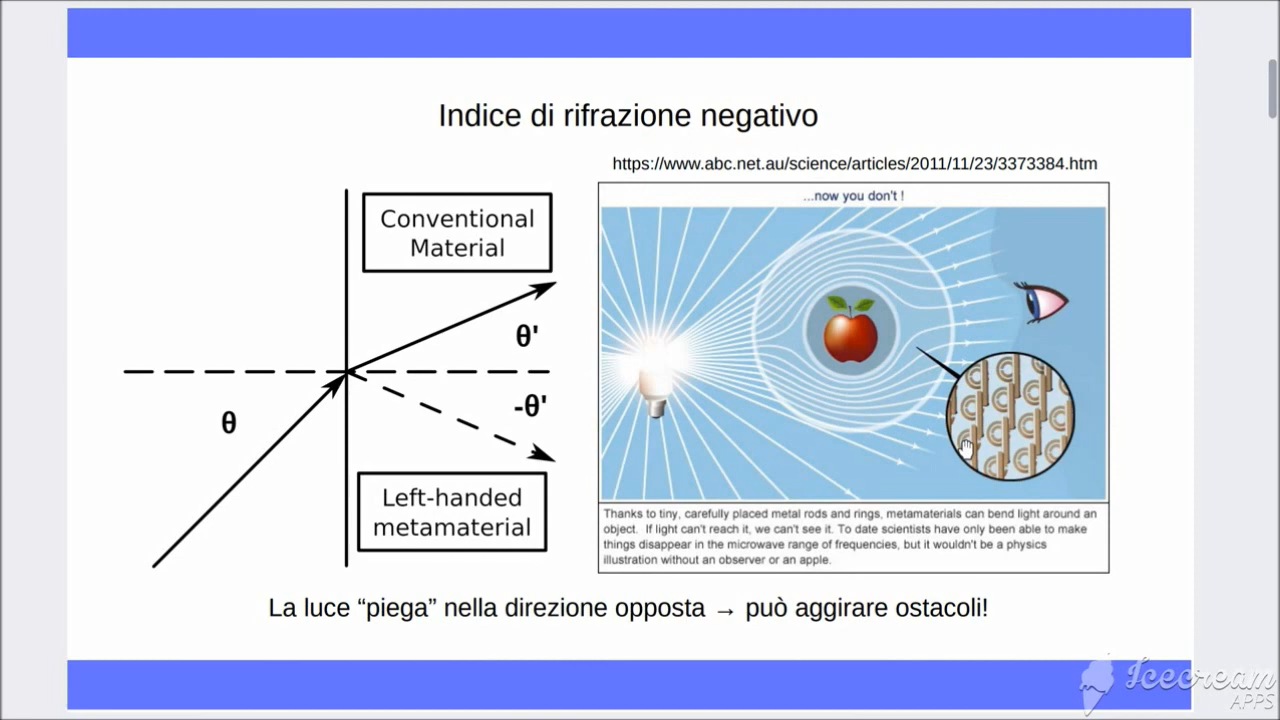 Indice di rifrazione negativo
https://www.abc.net.au/science/articles/2011/11/23/3373384.htm
Conventional
Material
θ'
θ
-θ'
Left-handed
metamaterial
...now you don't !
Thanks to tiny, carefully placed metal rods and rings, metamaterials can bend light around an
object. If light can't reach it, we can't see it. To date scientists have only been able to make
things disappear in the microwave range of frequencies, but it wouldn't be a physics
illustration without an observer or an apple.
La luce “piega” nella direzione opposta → può aggirare ostacoli!
Icecream
APPS